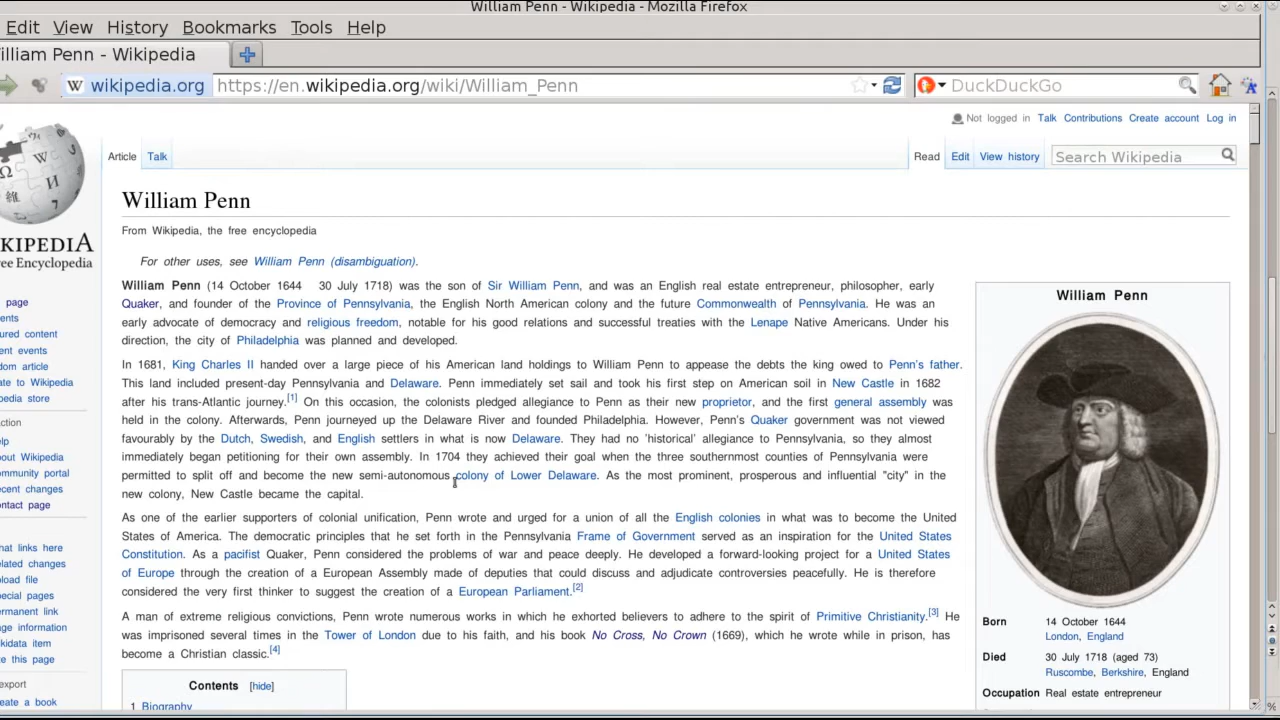 William Penn - Wikipedia - Mozilla Firefox
Edit View History Bookmarks Tools Help
illiam Penn - Wikipedia
W wikipedia.org https://en.wikipedia.org/wiki/William_Penn DuckDuckGo
Not logged in Talk Contributions Create account Log in
Article Talk Read Edit View history Search Wikipedia
KIPEDIA
ree Encyclopedia
page
ents
ured content
ent events
dom article
ate to Wikipedia
pedia store
action
elp
bout Wikipedia
ommunity portal
ecent changes
ontact page
hat links here
elated changes
pload file
pecial pages
ermanent link
age information
ikidata item
te this page
export
eate a book
William Penn
From Wikipedia, the free encyclopedia
For other uses, see William Penn (disambiguation).
William Penn (14 October 1644 30 July 1718) was the son of Sir William Penn, and was an English real estate entrepreneur, philosopher, early
Quaker, and founder of the Province of Pennsylvania, the English North American colony and the future Commonwealth of Pennsylvania. He was an
early advocate of democracy and religious freedom, notable for his good relations and successful treaties with the Lenape Native Americans. Under his
direction, the city of Philadelphia was planned and developed.
In 1681, King Charles II handed over a large piece of his American land holdings to William Penn to appease the debts the king owed to Penn's father.
This land included present-day Pennsylvania and Delaware. Penn immediately set sail and took his first step on American soil in New Castle in 1682
after his trans-Atlantic journey.[1] On this occasion, the colonists pledged allegiance to Penn as their new proprietor, and the first general assembly was
held in the colony. Afterwards, Penn journeyed up the Delaware River and founded Philadelphia. However, Penn's Quaker government was not viewed
favourably by the Dutch, Swedish, and English settlers in what is now Delaware. They had no 'historical' allegiance to Pennsylvania, so they almost
immediately began petitioning for their own assembly. In 1704 they achieved their goal when the three southernmost counties of Pennsylvania were
permitted to split off and become the new semi-autonomous colony of Lower Delaware. As the most prominent, prosperous and influential "city" in the
new colony, New Castle became the capital.
As one of the earlier supporters of colonial unification, Penn wrote and urged for a union of all the English colonies in what was to become the United
States of America. The democratic principles that he set forth in the Pennsylvania Frame of Government served as an inspiration for the United States
Constitution. As a pacifist Quaker, Penn considered the problems of war and peace deeply. He developed a forward-looking project for a United States
of Europe through the creation of a European Assembly made of deputies that could discuss and adjudicate controversies peacefully. He is therefore
considered the very first thinker to suggest the creation of a European Parliament.[2]
A man of extreme religious convictions, Penn wrote numerous works in which he exhorted believers to adhere to the spirit of Primitive Christianity.[3] He
was imprisoned several times in the Tower of London due to his faith, and his book No Cross, No Crown (1669), which he wrote while in prison, has
become a Christian classic.[4]
Contents [hide]
1 Biography
William Penn
Born 14 October 1644
London, England
Died 30 July 1718 (aged 73)
Ruscombe, Berkshire, England
Occupation Real estate entrepreneur